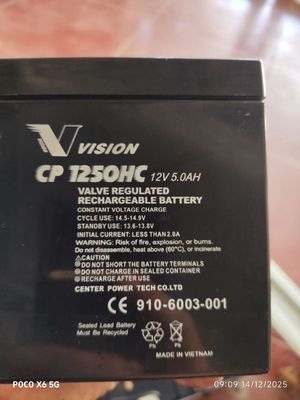 VISION
CP 1250HC 12V 5.0AH
VALVE REGULATED
RECHARGEABLE BATTERY
CONSTANT VOLTAGE CHARGE
CYCLE USE: 14.5-14.9V
STANDBY USE: 13.6-13.8V
INITIAL CURRENT: LESS THAN 2.0A
WARNING: Risk of fire, explosion, or burns.
Do not disassemble, heat above (60°C), or incinerate.
CAUTION:
DO NOT SHORT THE BATTERY TERMINALS
DO NOT CHARGE IN SEALED CONTAINER
RECHARGE AFTER USE
CENTER POWER TECH CO.LTD
CE 910-6003-001
Sealed Lead Battery
Must Be Recycled
Pb
Pb
MADE IN VIETNAM
POCO X6 5G
09:09 14/12/2025